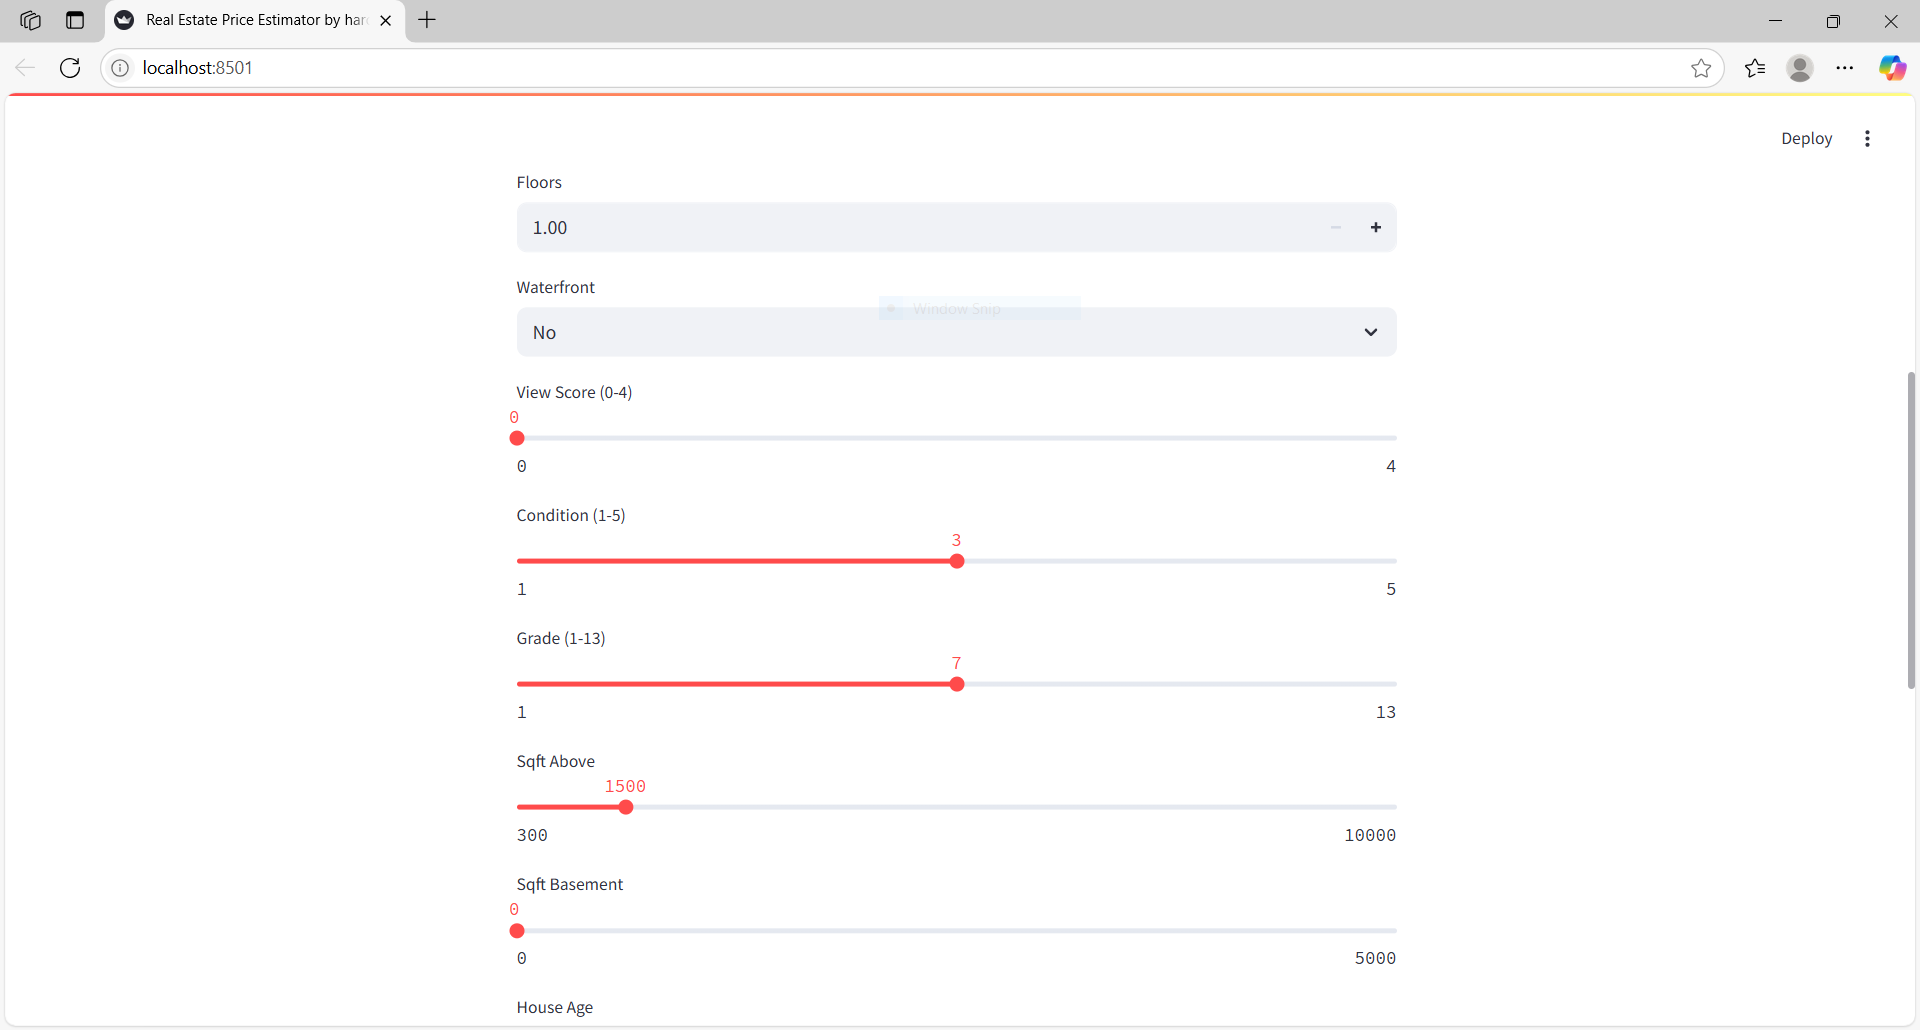 Real Estate Price Estimator by har
localhost:8501
Deploy
Floors
1.00
Waterfront
Window Snip
No
View Score (0-4)
0
0 4
Condition (1-5)
3
1 5
Grade (1-13)
7
1 13
Sqft Above
1500
300 10000
Sqft Basement
0
0 5000
House Age